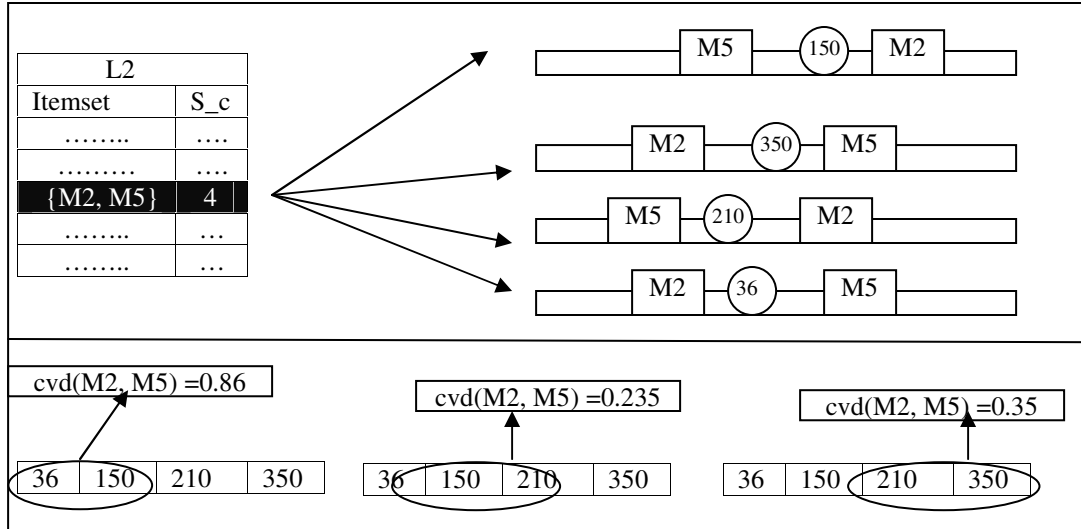 L2
Itemset S_c
…….. ….
……… ….
{M2, M5} 4
…….. …
…….. …
M5 150 M2
M2 350 M5
M5 210 M2
M2 36 M5
cvd(M2, M5) =0.86
cvd(M2, M5) =0.235
cvd(M2, M5) =0.35
36 150 210 350
36 150 210 350
36 150 210 350